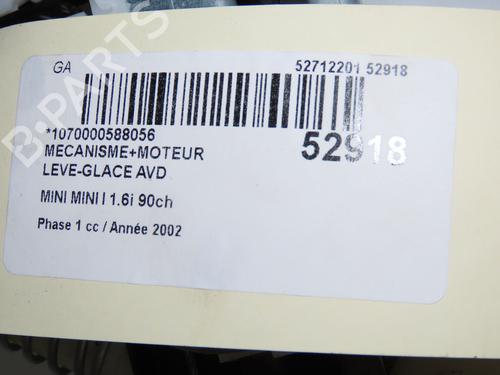 GA
52712201 52918
*1070000588056
52918
MECANISME+MOTEUR
LEVE-GLACE AVD
MINI MINI I 1.6i 90ch
Phase 1 cc / Année 2002
B-PARTS